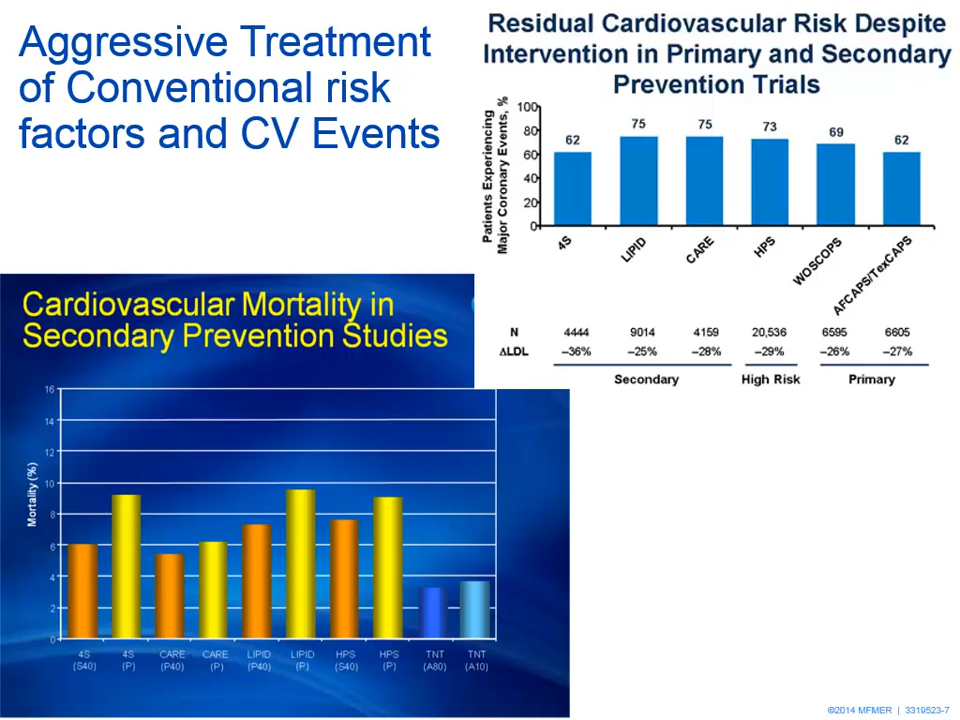 Aggressive Treatment
of Conventional risk
factors and CV Events
Residual Cardiovascular Risk Despite
Intervention in Primary and Secondary
Prevention Trials
Patients Experiencing
Major Coronary Events, %
100
80
60
40
20
0
62
75
75
73
69
62
4S
LIPID
CARE
HPS
WOSCOPS
AFCAPS/TexCAPS
N 4444 9014 4159 20,536 6595 6605
ΔLDL –36% –25% –28% –29% –26% –27%
Secondary High Risk Primary
Cardiovascular Mortality in
Secondary Prevention Studies
Mortality (%)
16
14
12
10
8
6
4
2
0
4S 4S CARE CARE LIPID LIPID HPS HPS TNT TNT
(S40) (P) (P40) (P) (P40) (P) (S40) (P) (A80) (A10)
©2014 MFMER | 3319523-7